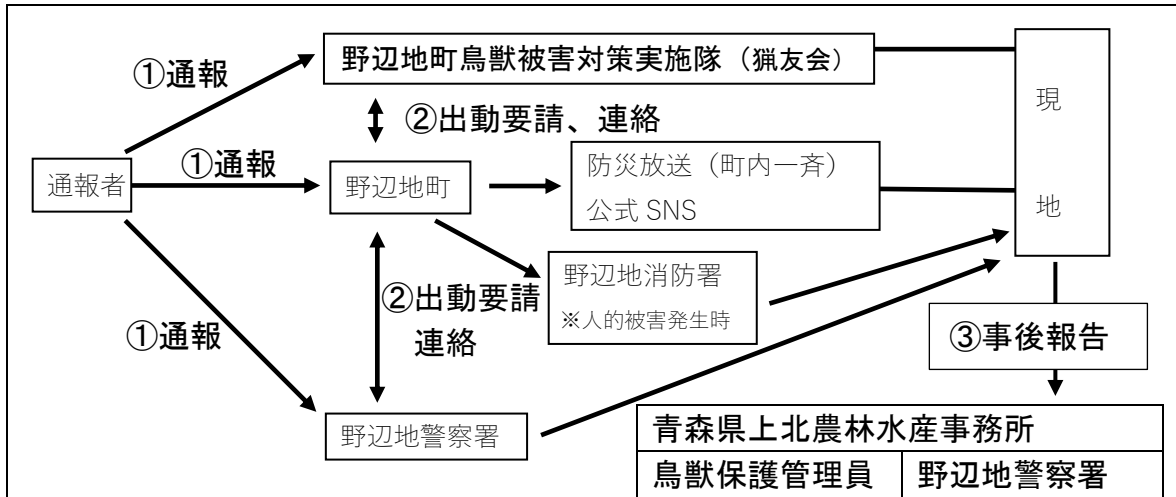 野辺地町鳥獣被害対策実施隊（猟友会）
①通報
②出動要請、連絡
現
地
通報者
①通報
野辺地町
防災放送（町内一斉）
公式 SNS
野辺地消防署
※人的被害発生時
②出動要請
連絡
①通報
③事後報告
野辺地警察署
青森県上北農林水産事務所
鳥獣保護管理員
野辺地警察署